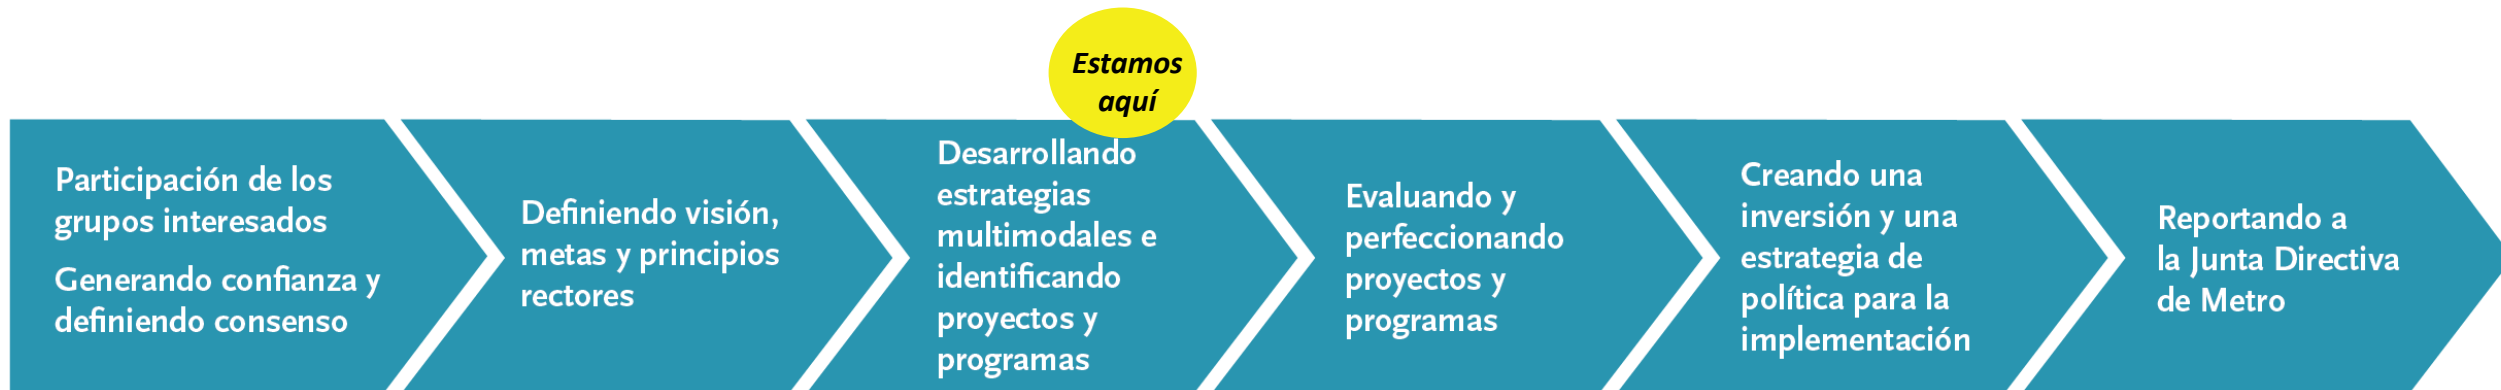 Estamos
aquí
Participación de los
grupos interesados
Generando confianza y
definiendo consenso
Definiendo visión,
metas y principios
rectores
Desarrollando
estrategias
multimodales e
identificando
proyectos y
programas
Evaluando y
perfeccionando
proyectos y
programas
Creando una
inversión y una
estrategia de
política para la
implementación
Reportando a
la Junta Directiva
de Metro